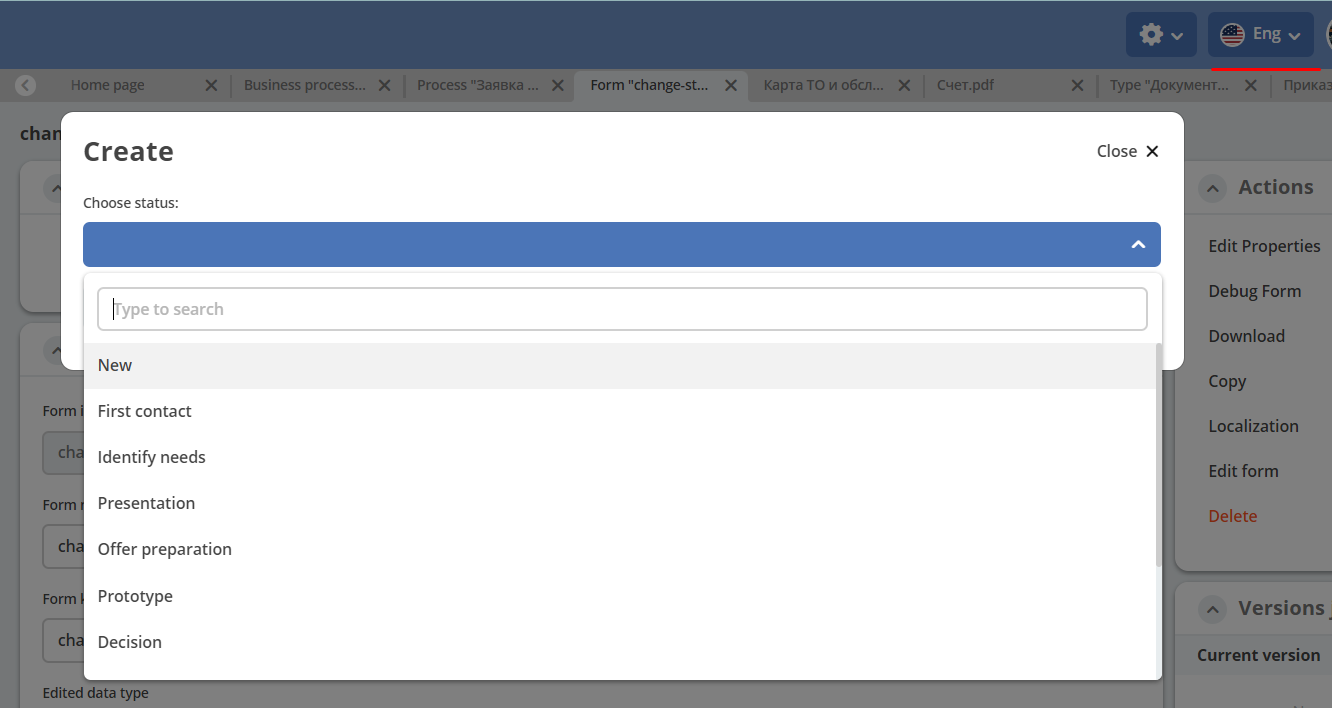 Eng
Home page
Business process...
Process "Заявка ...
Form "change-st...
Карта ТО и обсл...
Счет.pdf
Type "Документ...
Приказ
chan
Create
Close
Choose status:
Type to search
New
First contact
Identify needs
Presentation
Offer preparation
Prototype
Decision
Form i
cha
Form
cha
Form
cha
Edited data type
Actions
Edit Properties
Debug Form
Download
Copy
Localization
Edit form
Delete
Versions
Current version